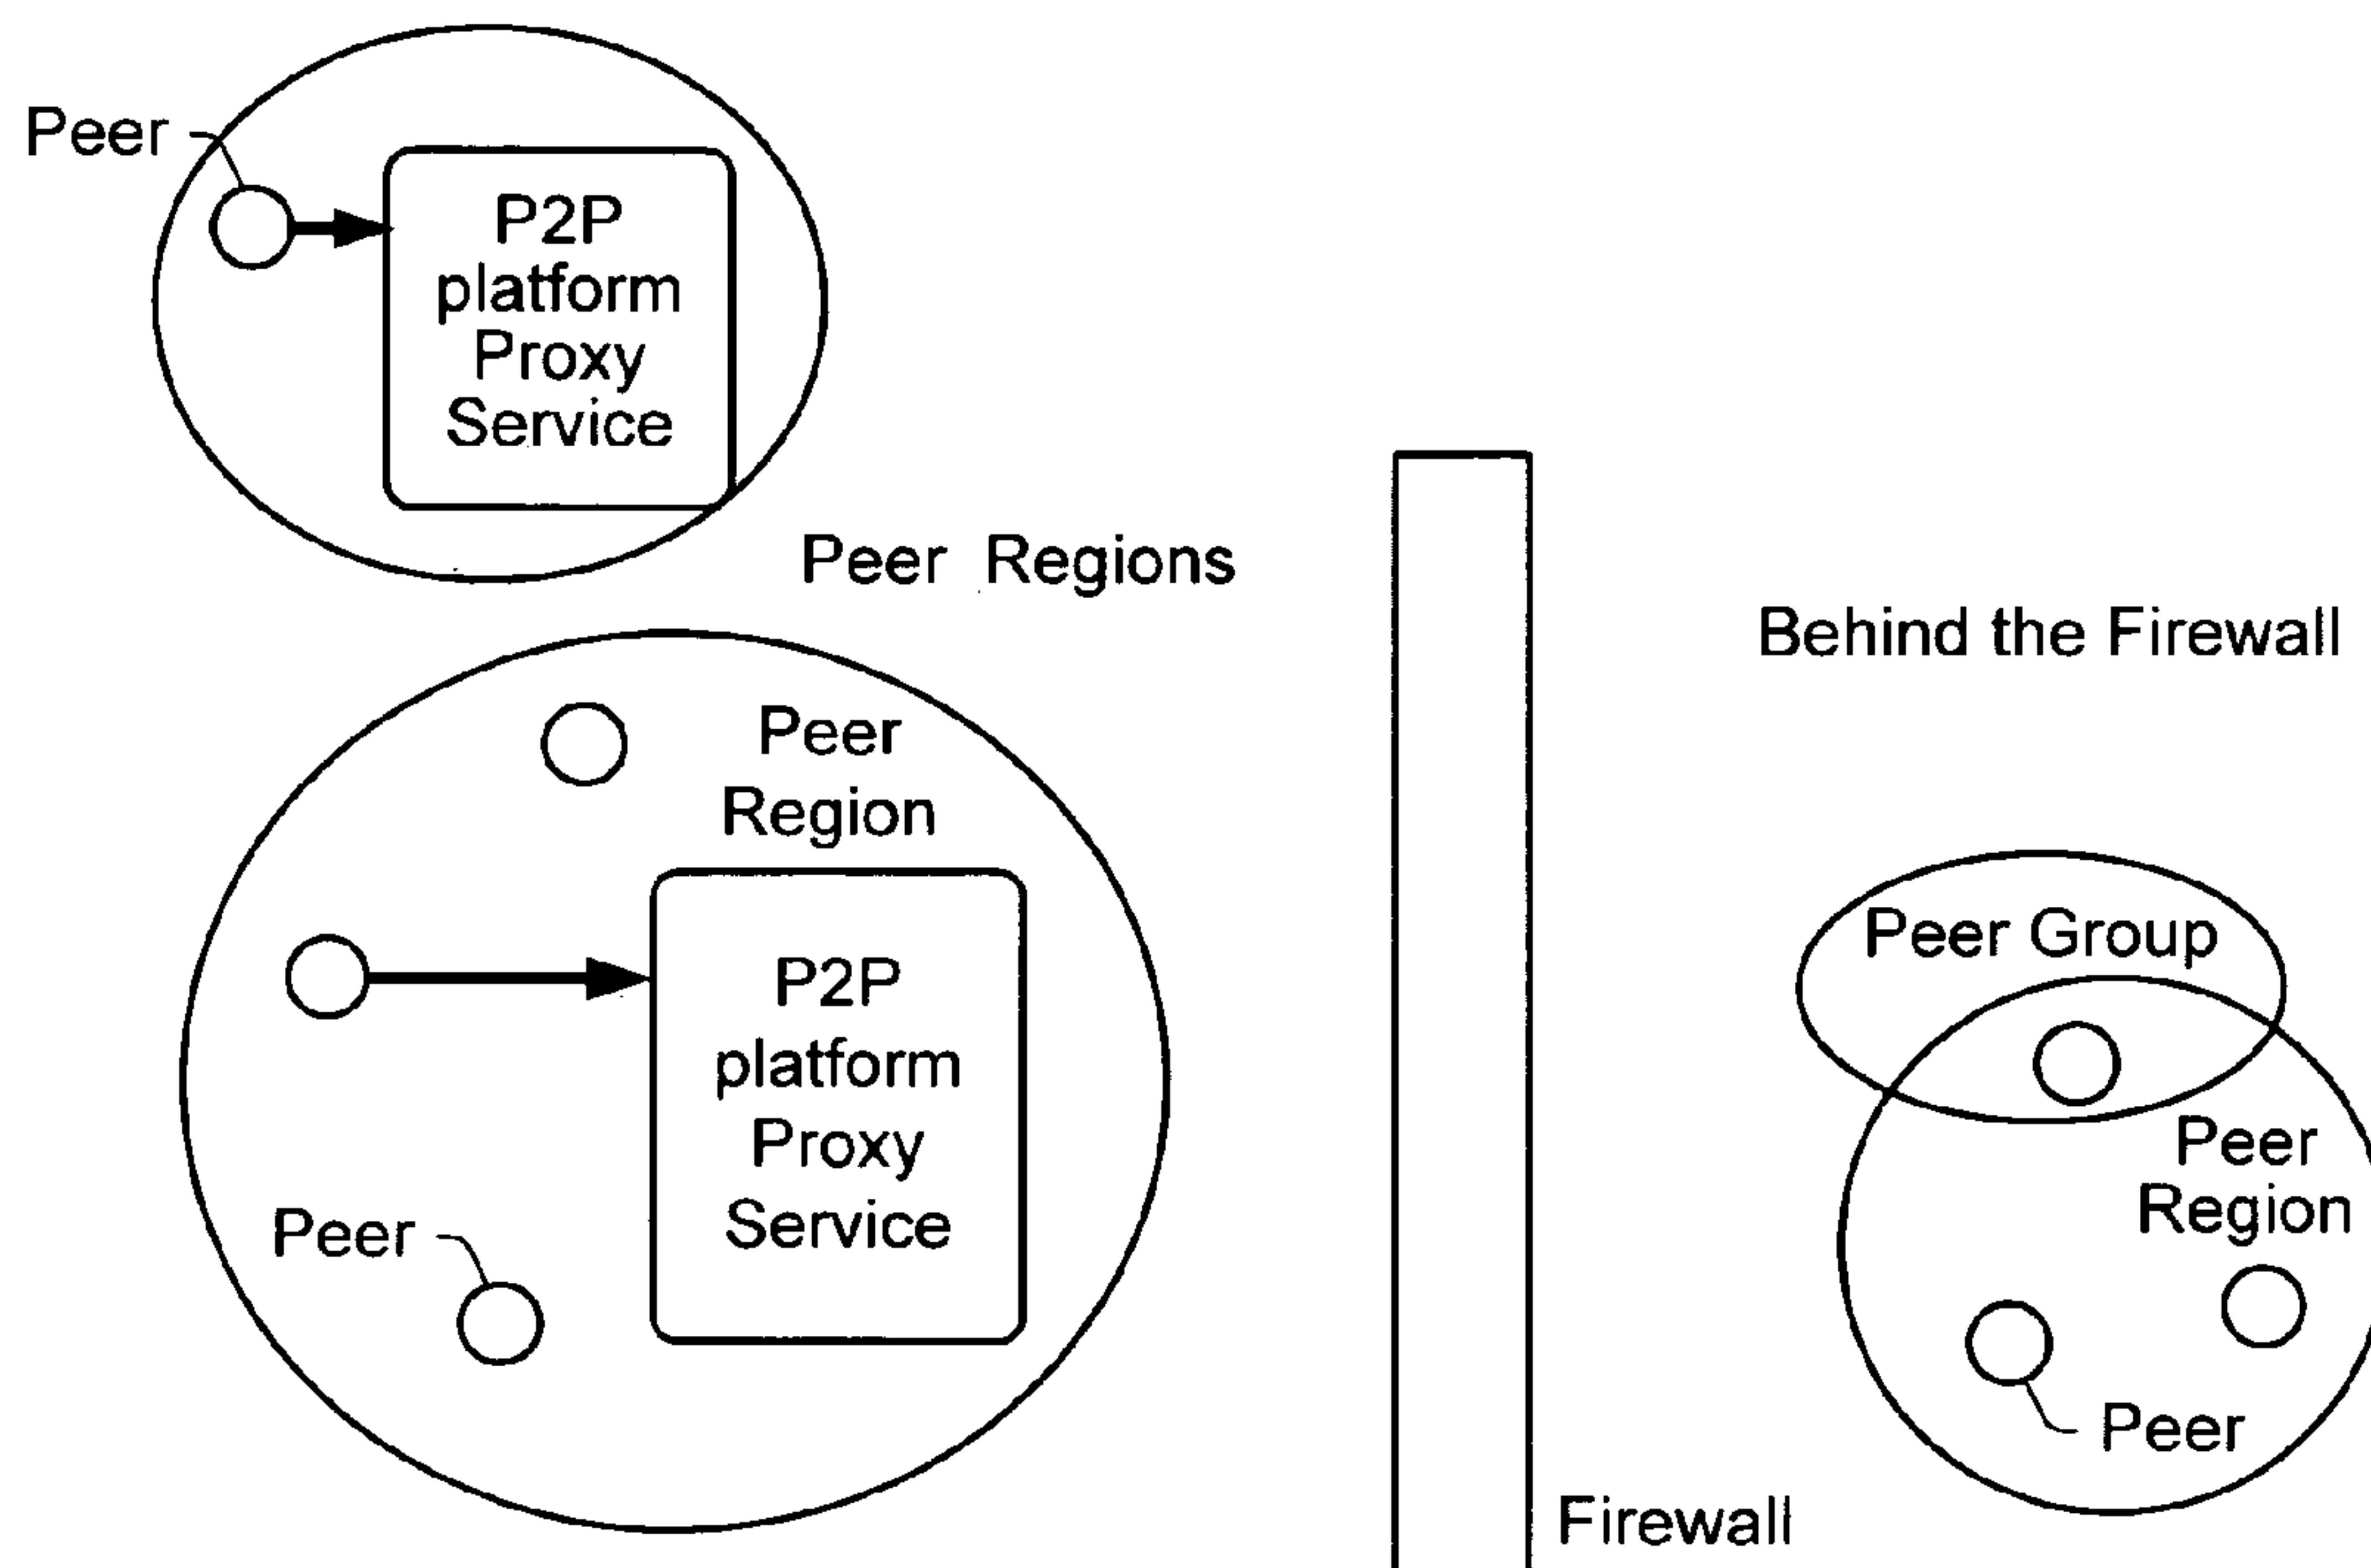 Peer
P2P
platform
Proxy
Service
Peer Regions
Behind the Firewall
Peer
Region
Peer Group
P2P
platform
Proxy
Service
Peer
Region
Peer
Peer
Firewall